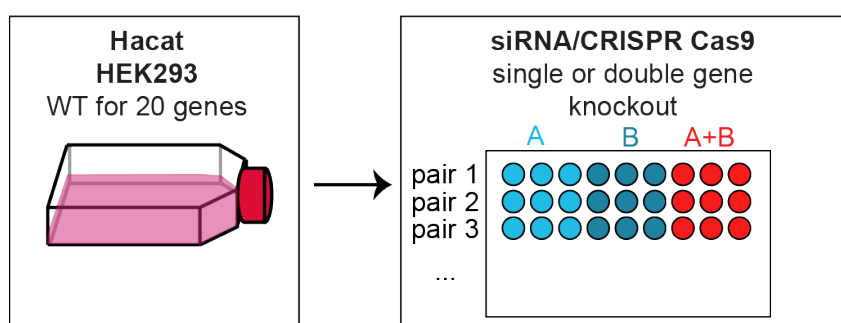 Hacat
HEK293
WT for 20 genes
siRNA/CRISPR Cas9
single or double gene
knockout
A B A+B
pair 1
pair 2
pair 3
...